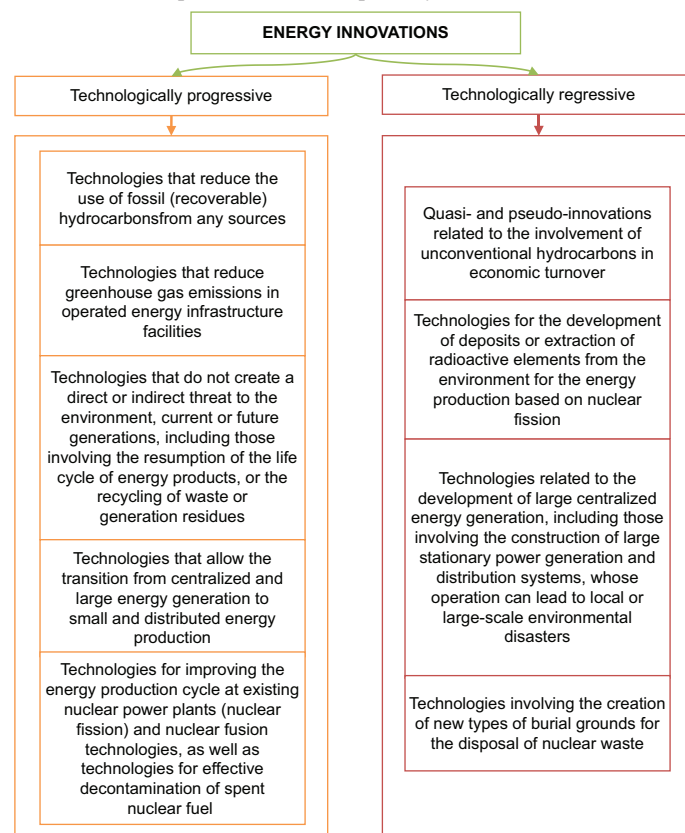 ENERGY INNOVATIONS
Technologically progressive
Technologically regressive
Technologies that reduce the
use of fossil (recoverable)
hydrocarbonsfrom any sources
Technologies that reduce
greenhouse gas emissions in
operated energy infrastructure
facilities
Technologies that do not create a
direct or indirect threat to the
environment, current or future
generations, including those
involving the resumption of the life
cycle of energy products, or the
recycling of waste or
generation residues
Technologies that allow the
transition from centralized and
large energy generation to
small and distributed energy
production
Technologies for improving the
energy production cycle at existing
nuclear power plants (nuclear
fission) and nuclear fusion
technologies, as well as
technologies for effective
decontamination of spent
nuclear fuel
Quasi- and pseudo-innovations
related to the involvement of
unconventional hydrocarbons in
economic turnover
Technologies for the development
of deposits or extraction of
radioactive elements from the
environment for the energy
production based on nuclear
fission
Technologies related to the
development of large centralized
energy generation, including those
involving the construction of large
stationary power generation and
distribution systems, whose
operation can lead to local or
large-scale environmental
disasters
Technologies involving the creation
of new types of burial grounds for
the disposal of nuclear waste